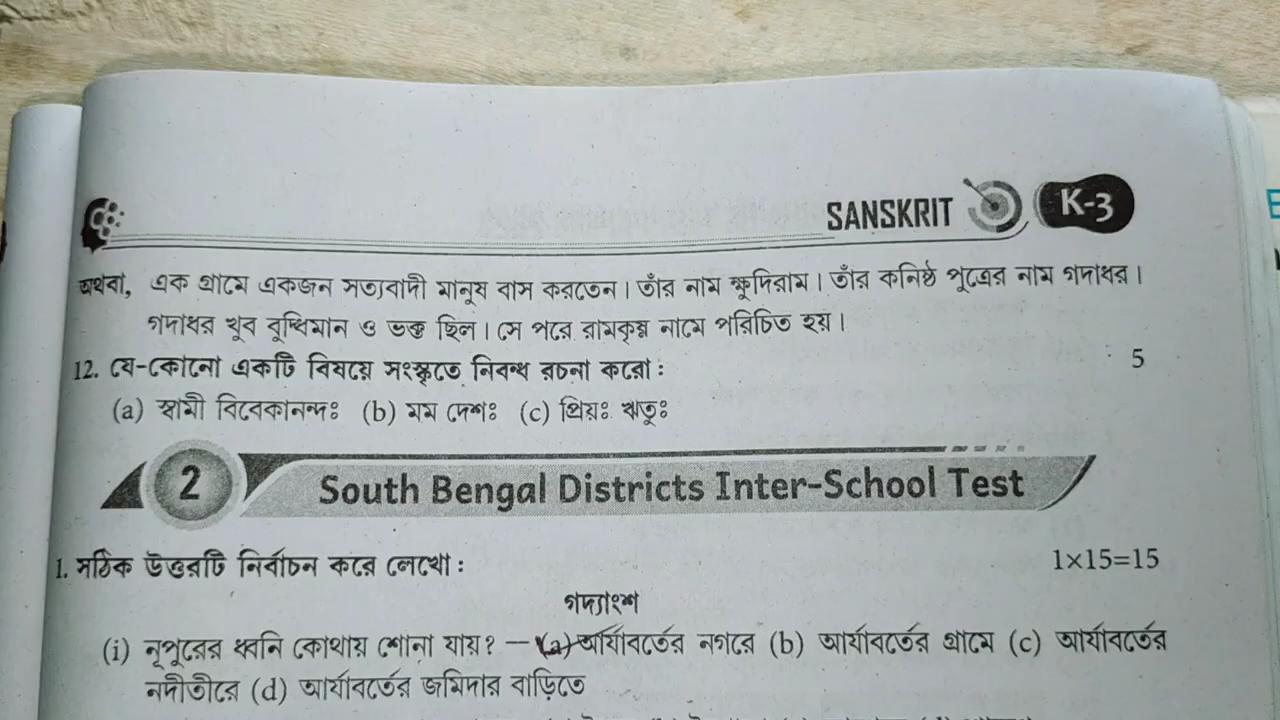 SANSKRIT K-3
অথবা, এক গ্রামে একজন সত্যবাদী মানুষ বাস করতেন। তাঁর নাম ক্ষুদিরাম। তাঁর কনিষ্ঠ পুত্রের নাম গদাধর।
গদাধর খুব বুদ্ধিমান ও ভক্ত ছিল। সে পরে রামকৃষ্ণ নামে পরিচিত হয়।
12. যে-কোনো একটি বিষয়ে সংস্কৃতে নিবন্ধ রচনা করো : 5
(a) স্বামী বিবেকানন্দঃ (b) মম দেশঃ (c) প্রিয়ঃ ঋতুঃ
2 South Bengal Districts Inter-School Test
1. সঠিক উত্তরটি নির্বাচন করে লেখো : 1×15=15
গদ্যাংশ
(i) নূপুরের ধ্বনি কোথায় শোনা যায়? — (a) আর্যাবর্তের নগরে (b) আর্যাবর্তের গ্রামে (c) আর্যাবর্তের
নদীতীরে (d) আর্যাবর্তের জমিদার বাড়িতে